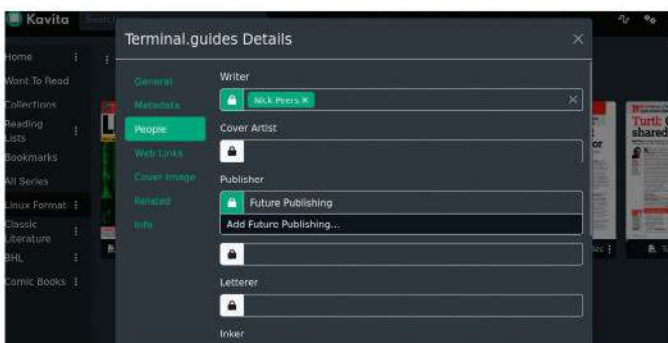 Kavita
Terminal.guides Details
Home
Want To Read
Collections
Reading
Lists
Bookmarks
All Series
Linux Format
Classic
Literature
BHL
Comic Books
General
Metadata
People
Web Links
Cover Image
Related
Info
Writer
Nick Peers
Cover Artist
Publisher
Future Publishing
Add Future Publishing...
Letterer
Inker
Turtl:
shared